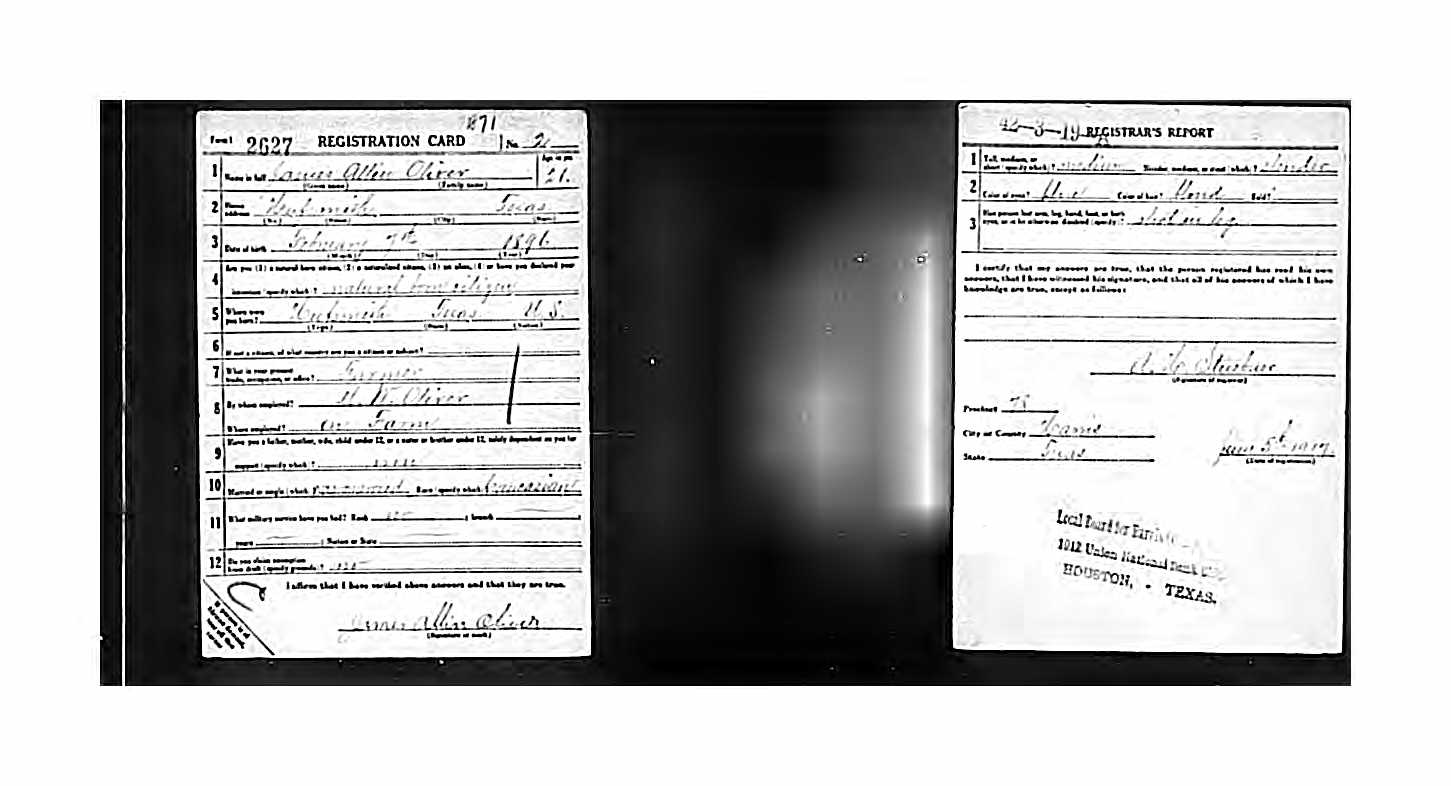 1871
Form 1 2627 REGISTRATION CARD No. 2
Age in yrs.
1 Name in full James Allin Oliver 21
(Given name) (Family name)
2 Home address Texas
(No.) (Street) (City) (State)
3 Date of birth February 7th 1896
(Month) (Day) (Year)
Are you (1) a natural born citizen, (2) a naturalized citizen, (3) an alien, (4) or have you declared your
4 intention (specify which)? natural born citizen
5 Where were you born? Texas U.S.
(Town) (State) (Nation)
6 If not a citizen, of what country are you a citizen or subject?
7 What is your present trade, occupation, or office? Farmer
8 By whom employed? Oliver
Where employed? on Farm
Have you a father, mother, wife, child under 12, or a sister or brother under 12, solely dependent on you for
9 support (specify which)?
10 Married or single (which)? Race (specify which)? Caucasian
11 What military service have you had? Rank no ; branch
years ; Nation or State
12 Do you claim exemption from draft (specify grounds)? no
I affirm that I have verified above answers and that they are true.
James Allin Oliver
(Signature or mark)
42-3-19 A REGISTRAR'S REPORT
1 Tall, medium, or short (specify which)? medium Slender, medium, or stout (which)? slender
2 Color of eyes? Blue Color of hair? Blond Bald?
3 Has person lost arm, leg, hand, foot, or both eyes, or is he otherwise disabled (specify)? shot in leg
I certify that my answers are true, that the person registered has read his own
answers, that I have witnessed his signature, and that all of his answers of which I have
knowledge are true, except as follows:
(Signature of registrar)
Precinct
City or County Harris
State Texas June 5th 1917
(Date of registration)
Local Board for
1012 Union National Bank
HOUSTON, - TEXAS.